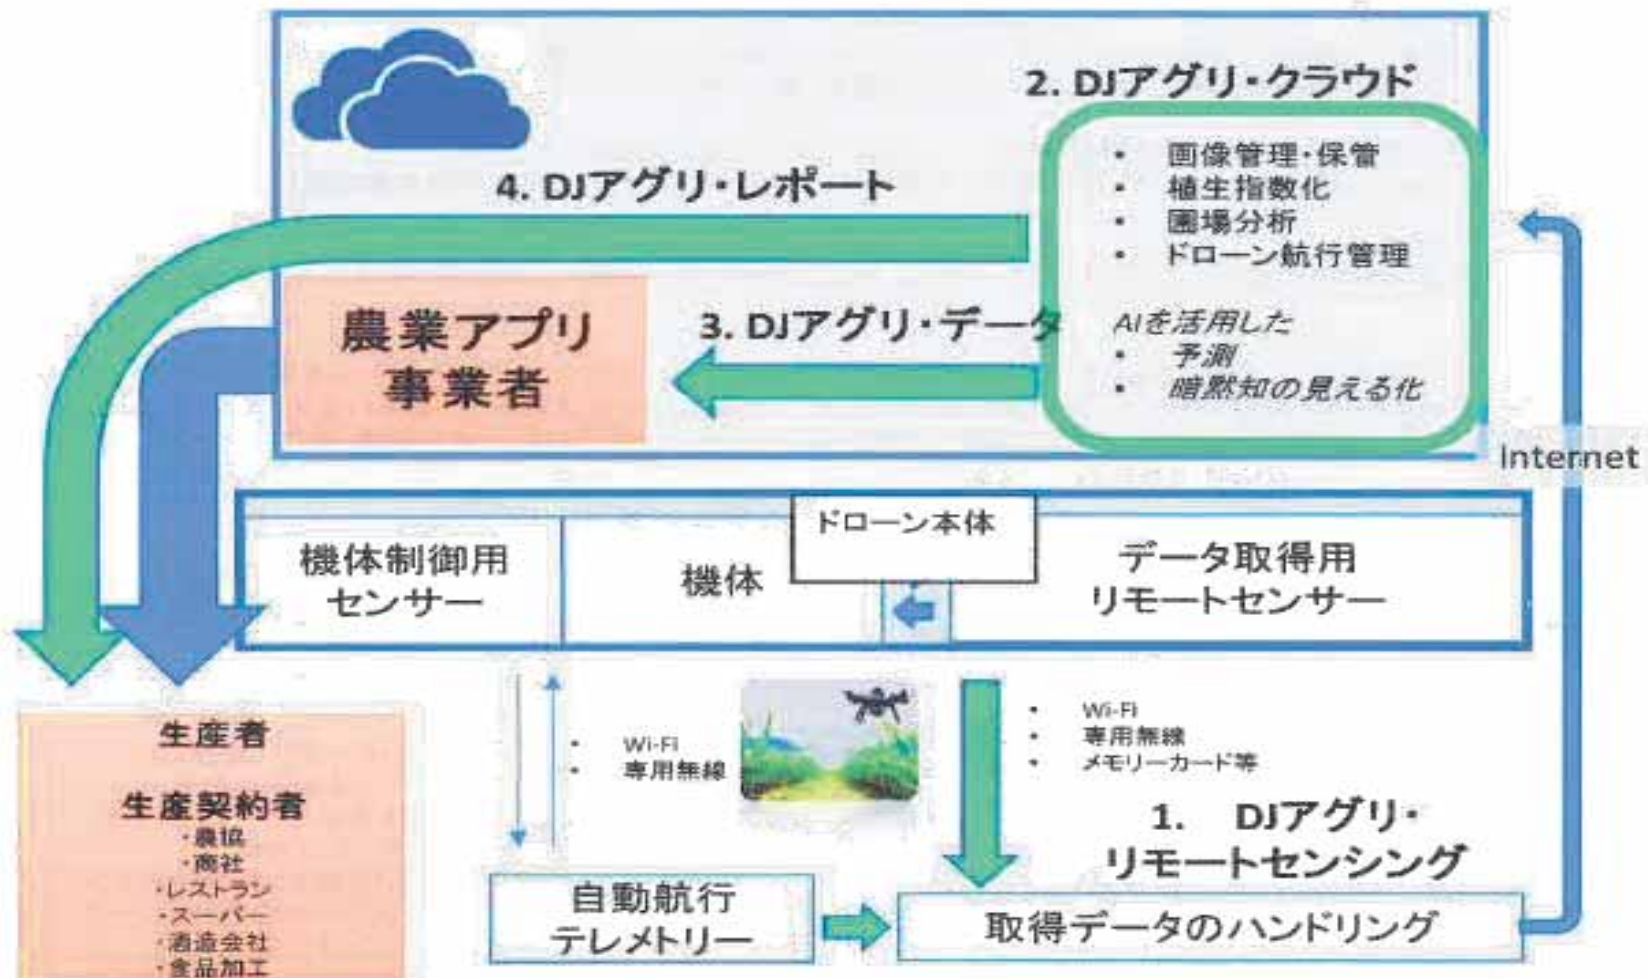 2. DJアグリ・クラウド
・ 画像管理・保管
・ 植生指数化
・ 圃場分析
・ ドローン航行管理
AIを活用した
・ 予測
・ 暗黙知の見える化
4. DJアグリ・レポート
3. DJアグリ・データ
農業アプリ
事業者
Internet
ドローン本体
機体制御用
センサー
機体
データ取得用
リモートセンサー
・ Wi-Fi
・ 専用無線
・ Wi-Fi
・ 専用無線
・ メモリーカード等
1. DJアグリ・
リモートセンシング
自動航行
テレメトリー
取得データのハンドリング
生産者
生産契約者
・農協
・商社
・レストラン
・スーパー
・酒造会社
・食品加工